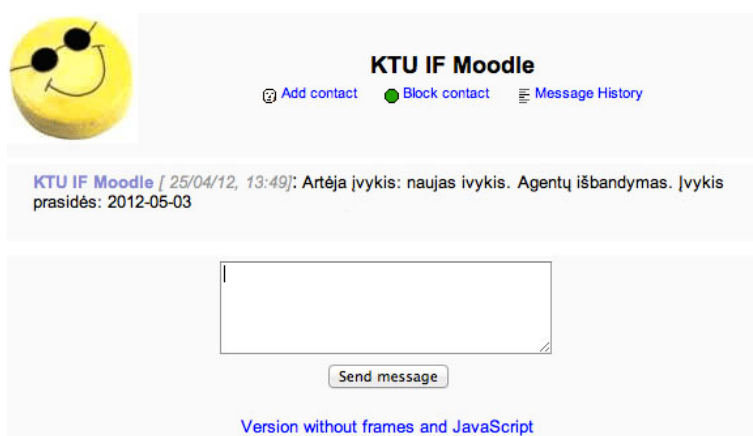 KTU IF Moodle
Add contact Block contact Message History
KTU IF Moodle [ 25/04/12, 13:49]: Artėja įvykis: naujas ivykis. Agentų išbandymas. Įvykis
prasidės: 2012-05-03
Send message
Version without frames and JavaScript